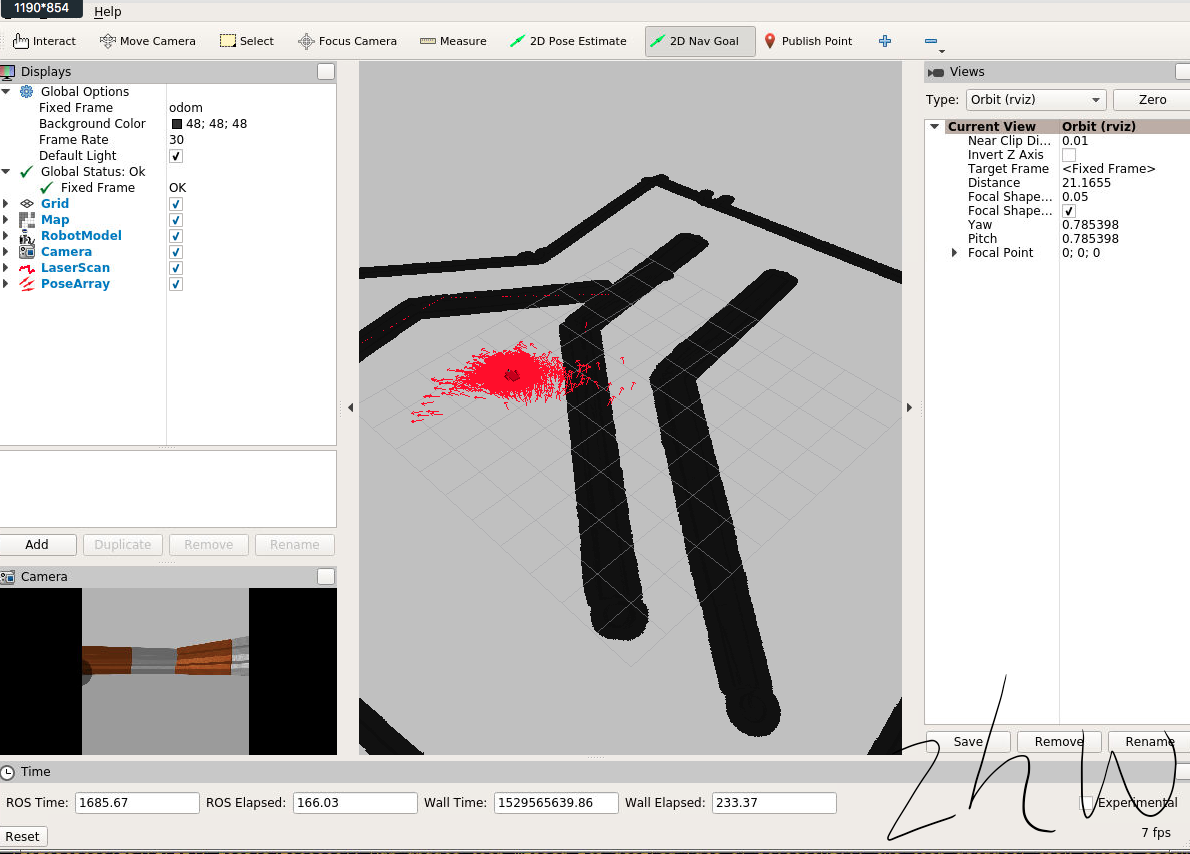 1190*854
Help
Interact Move Camera Select Focus Camera Measure 2D Pose Estimate 2D Nav Goal Publish Point
Displays
Global Options
Fixed Frame odom
Background Color 48; 48; 48
Frame Rate 30
Default Light
Global Status: Ok
Fixed Frame OK
Grid
Map
RobotModel
Camera
LaserScan
PoseArray
Add Duplicate Remove Rename
Camera
Views
Type: Orbit (rviz) Zero
Current View Orbit (rviz)
Near Clip Di... 0.01
Invert Z Axis
Target Frame <Fixed Frame>
Distance 21.1655
Focal Shape... 0.05
Focal Shape...
Yaw 0.785398
Pitch 0.785398
Focal Point 0; 0; 0
Save Remove Rename
Time
ROS Time: 1685.67 ROS Elapsed: 166.03 Wall Time: 1529565639.86 Wall Elapsed: 233.37 Experimental
Reset 7 fps
zhw